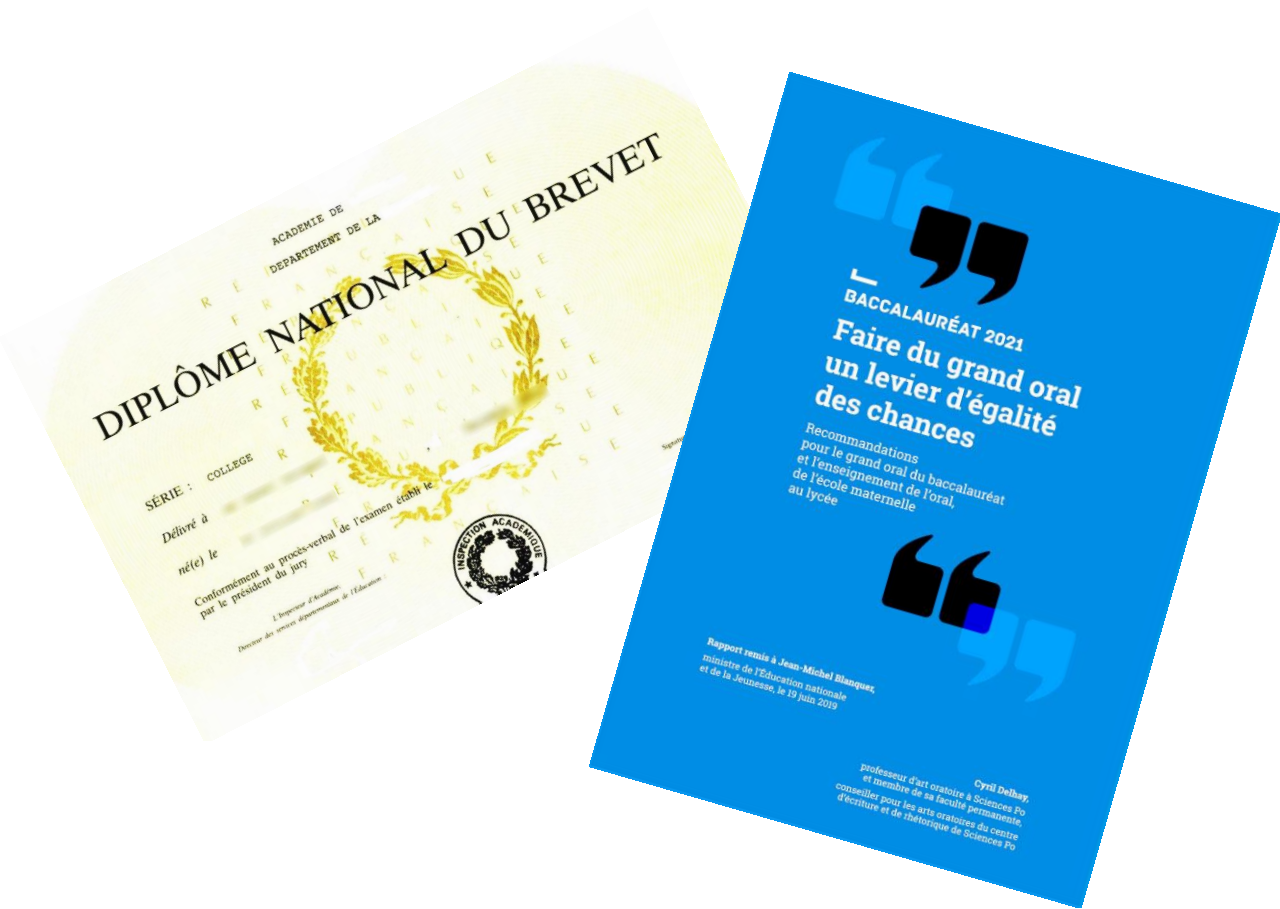 ACADEMIE DE
DEPARTEMENT DE LA
DIPLÔME NATIONAL DU BREVET
SÉRIE : COLLEGE
Délivré à
né(e) le
Conformément au procès-verbal de l'examen établi le
par le président du jury
L'Inspecteur d'Académie,
Directeur des services départementaux de l'Education :
INSPECTION ACADEMIQUE
BACCALAURÉAT 2021
Faire du grand oral
un levier d'égalité
des chances
Recommandations
pour le grand oral du baccalauréat
et l'enseignement de l'oral,
de l'école maternelle
au lycée
Rapport remis à Jean-Michel Blanquer,
ministre de l'Éducation nationale
et de la Jeunesse, le 19 juin 2019
Cyril Delhay,
professeur d'art oratoire à Sciences Po
et membre de sa faculté permanente,
conseiller pour les arts oratoires du centre
d'écriture et de rhétorique de Sciences Po